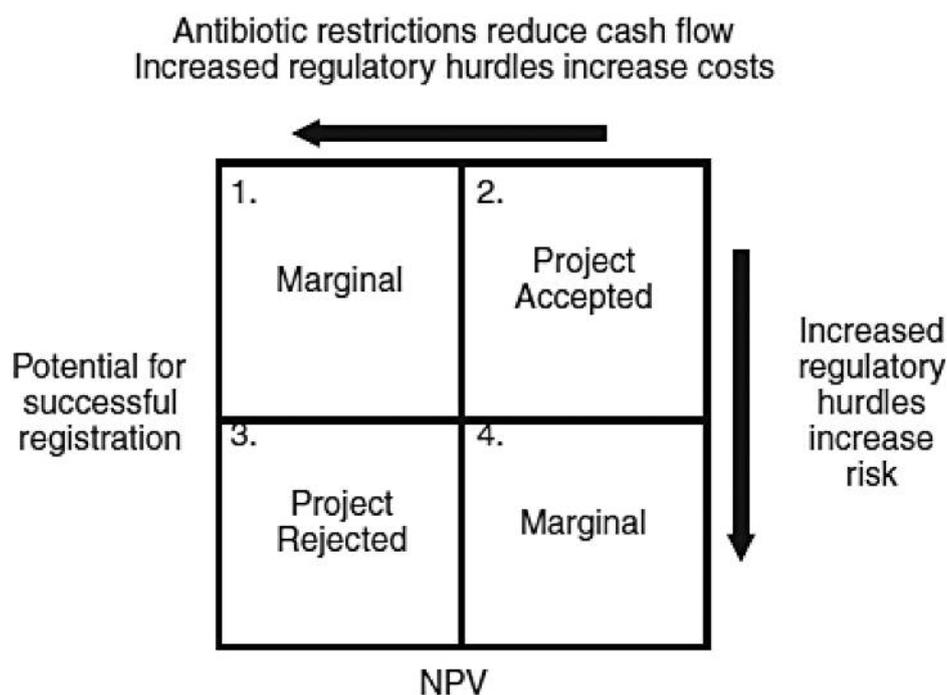 Antibiotic restrictions reduce cash flow
Increased regulatory hurdles increase costs
1.
Marginal
2.
Project
Accepted
Potential for
successful
registration
Increased
regulatory
hurdles
increase
risk
3.
Project
Rejected
4.
Marginal
NPV